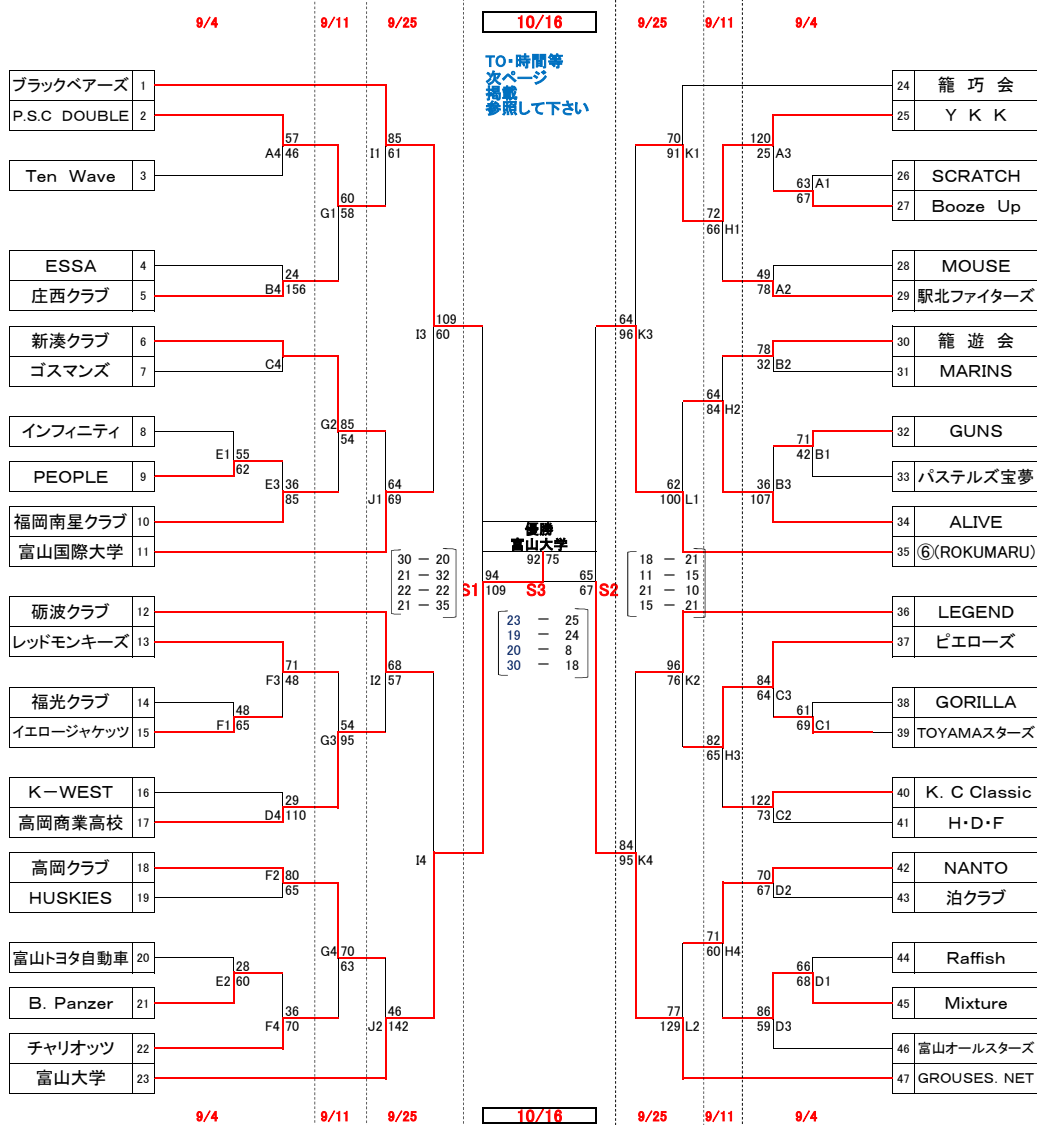 9/4 9/11 9/25 10/16 9/25 9/11 9/4
TO・時間等
次ページ
掲載
参照して下さい
ブラックベアーズ 1
P.S.C DOUBLE 2
57
A4 46
Ten Wave 3
85
I1 61
60
G1 58
ESSA 4
庄西クラブ 5
24
B4 156
新湊クラブ 6
ゴスマンズ 7
C4
109
I3 60
インフィニティ 8
E1 55
62
PEOPLE 9
G2 85
54
E3 36
85
福岡南星クラブ 10
富山国際大学 11
64
J1 69
砺波クラブ 12
レッドモンキーズ 13
71
F3 48
68
I2 57
福光クラブ 14
イエロージャケッツ 15
48
F1 65
54
G3 95
K－WEST 16
高岡商業高校 17
29
D4 110
高岡クラブ 18
HUSKIES 19
F2 80
65
I4
富山トヨタ自動車 20
28
E2 60
B. Panzer 21
G4 70
63
36
F4 70
チャリオッツ 22
富山大学 23
46
J2 142
優勝
富山大学
92 75
30 － 20
21 － 32
22 － 22
21 － 35
S1 94
109
S3
65
67 S2
18 － 21
11 － 15
21 － 10
15 － 21
23 － 25
19 － 24
20 － 8
30 － 18
24 籠 巧 会
25 Y K K
70
91 K1
120
25 A3
26 SCRATCH
27 Booze Up
63 A1
67
72
66 H1
28 MOUSE
29 駅北ファイターズ
49
78 A2
30 籠 遊 会
31 MARINS
78
32 B2
64
96 K3
64
84 H2
32 GUNS
71
42 B1
33 パステルズ宝夢
36 B3
107
34 ALIVE
35 ⑥(ROKUMARU)
62
100 L1
36 LEGEND
37 ピエローズ
96
76 K2
84
64 C3
38 GORILLA
39 TOYAMAスターズ
61
69 C1
82
65 H3
40 K. C Classic
41 H・D・F
122
73 C2
42 NANTO
43 泊クラブ
70
67 D2
84
95 K4
71
60 H4
44 Raffish
66
68 D1
45 Mixture
86
59 D3
46 富山オールスターズ
47 GROUSES. NET
77
129 L2
9/4 9/11 9/25 10/16 9/25 9/11 9/4